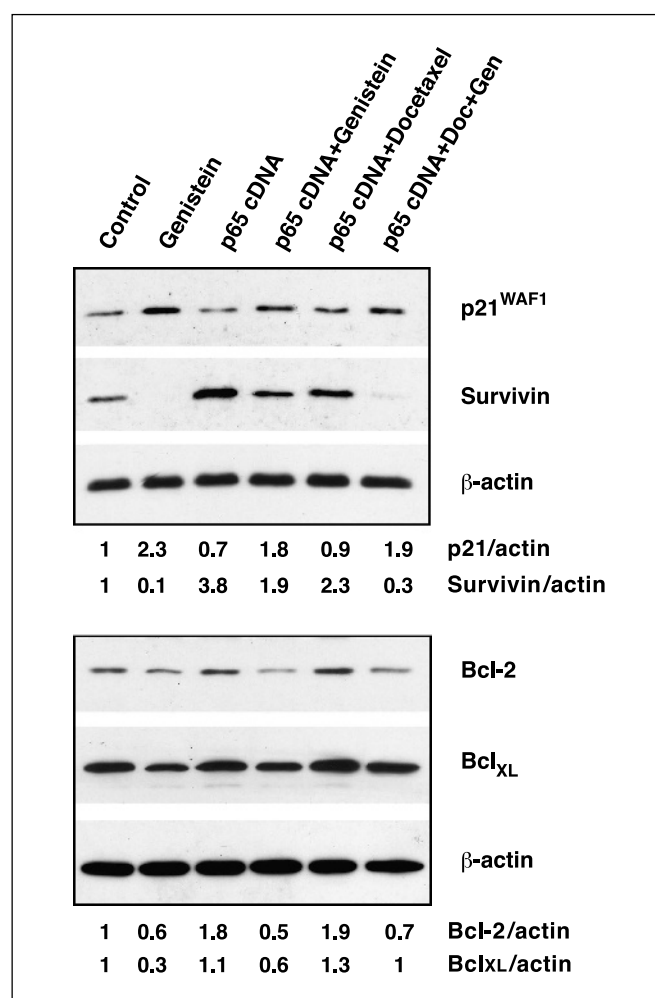 Control
Genistein
p65 cDNA
p65 cDNA+Genistein
p65 cDNA+Docetaxel
p65 cDNA+Doc+Gen
p21WAF1
Survivin
β-actin
1 2.3 0.7 1.8 0.9 1.9 p21/actin
1 0.1 3.8 1.9 2.3 0.3 Survivin/actin
Bcl-2
BclXL
β-actin
1 0.6 1.8 0.5 1.9 0.7 Bcl-2/actin
1 0.3 1.1 0.6 1.3 1 BclXL/actin